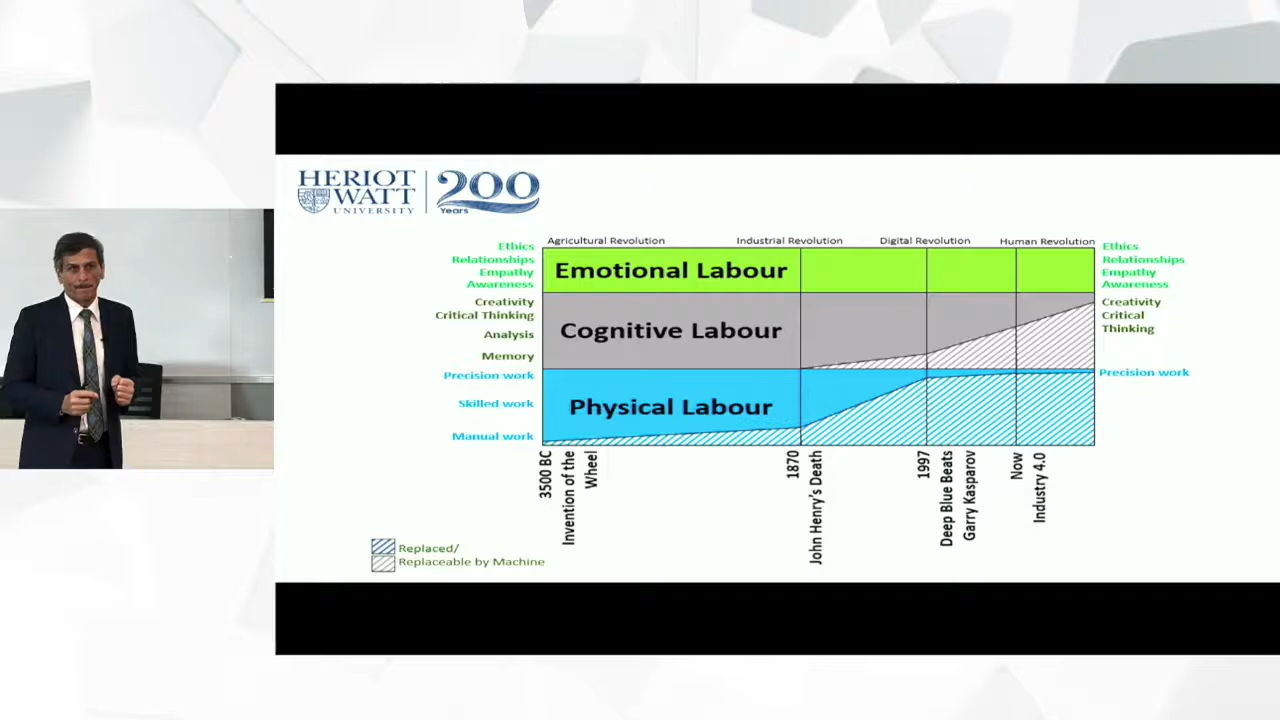 HERIOT
WATT
UNIVERSITY
200
Years
Agricultural Revolution
Industrial Revolution
Digital Revolution
Human Revolution
Ethics
Relationships
Empathy
Awareness
Creativity
Critical Thinking
Analysis
Memory
Precision work
Skilled work
Manual work
Emotional Labour
Cognitive Labour
Physical Labour
Ethics
Relationships
Empathy
Awareness
Creativity
Critical
Thinking
Precision work
3500 BC
Invention of the
Wheel
1870
John Henry's Death
1997
Deep Blue Beats
Garry Kasparov
Now
Industry 4.0
Replaced/
Replaceable by Machine